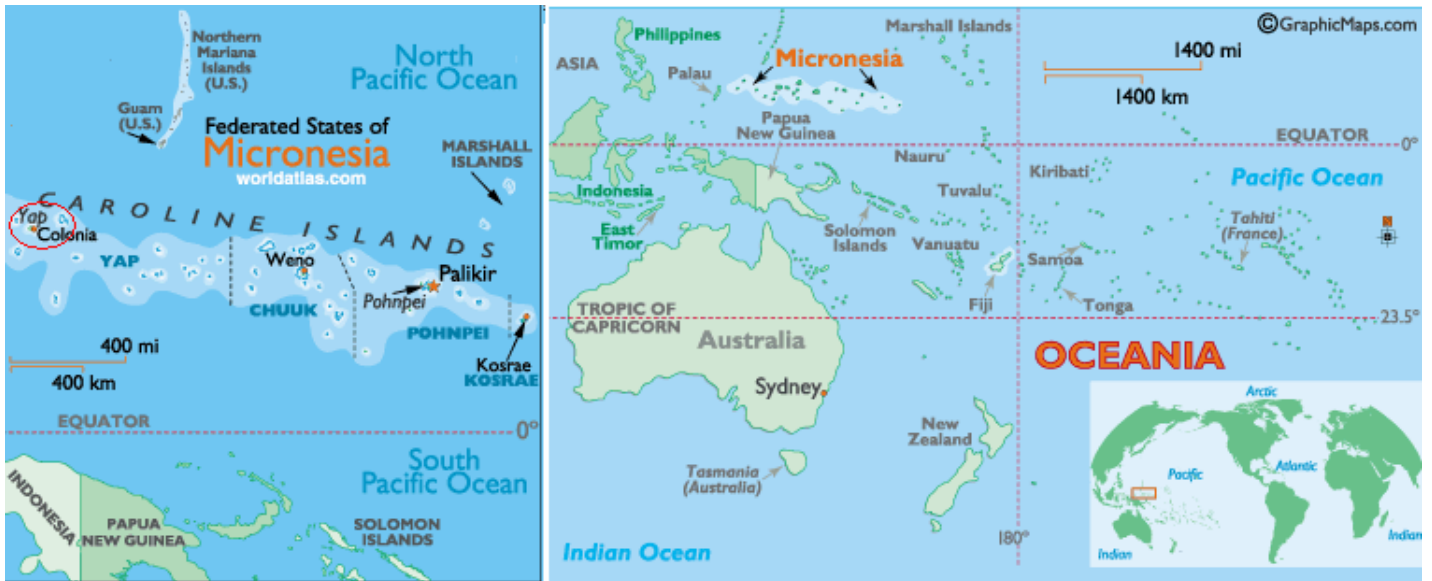 Northern
Mariana
Islands
(U.S.)
North
Pacific Ocean
Guam
(U.S.)
Federated States of
Micronesia
worldatlas.com
MARSHALL
ISLANDS
CAROLINE ISLANDS
Yap
Colonia
YAP
Weno
Palikir
Pohnpei
CHUUK
POHNPEI
Kosrae
KOSRAE
400 mi
400 km
EQUATOR
0°
South
Pacific Ocean
INDONESIA
PAPUA
NEW GUINEA
SOLOMON
ISLANDS
©GraphicMaps.com
Marshall Islands
Philippines
1400 mi
1400 km
ASIA
Micronesia
Palau
Papua
New Guinea
EQUATOR
0°
Nauru
Kiribati
Pacific Ocean
Indonesia
Tuvalu
East
Timor
Solomon
Islands
Vanuatu
Tahiti
(France)
Samoa
Fiji
Tonga
TROPIC OF
CAPRICORN
23.5°
Australia
OCEANIA
Sydney
New
Zealand
Tasmania
(Australia)
180°
Indian Ocean
Arctic
Pacific
Atlantic
Indian
Indian